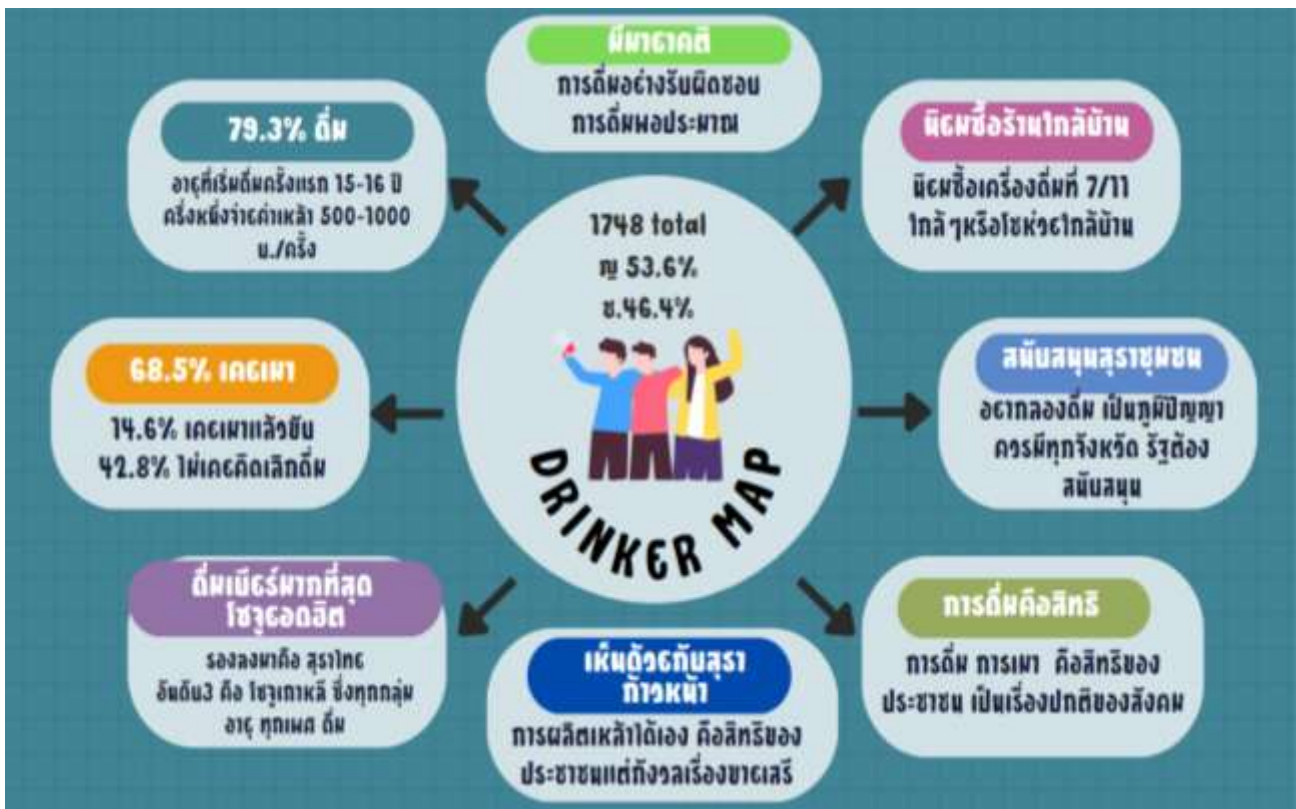 มีมายาคติ
การดื่มอย่างรับผิดชอบ
การดื่มพอประมาณ
79.3% ดื่ม
อายุที่เริ่มดื่มครั้งแรก 15-16 ปี
ครึ่งหนึ่งจ่ายค่าเหล้า 500-1000
บ./ครั้ง
นิยมซื้อร้านใกล้บ้าน
นิยมซื้อเครื่องดื่มที่ 7/11
ใกล้ๆหรือโชห่วยใกล้บ้าน
1748 total
ญ 53.6%
ช.46.4%
DRINKER MAP
68.5% เคยเมา
14.6% เคยเมาแล้วขับ
42.8% ไม่เคยคิดเลิกดื่ม
สนับสนุนสุราชุมชน
อยากลองดื่ม เป็นภูมิปัญญา
ควรมีทุกจังหวัด รัฐต้อง
สนับสนุน
ดื่มเบียร์มากที่สุด
โซจูยอดฮิต
รองลงมาคือ สุราไทย
อันดับ3 คือ โซจูเกาหลี ซึ่งทุกกลุ่ม
อายุ ทุกเพศ ดื่ม
เห็นด้วยกับสุรา
ก้าวหน้า
การผลิตเหล้าได้เอง คือสิทธิของ
ประชาชนแต่กังวลเรื่องขายเสรี
การดื่มคือสิทธิ
การดื่ม การเมา คือสิทธิของ
ประชาชน เป็นเรื่องปกติของสังคม